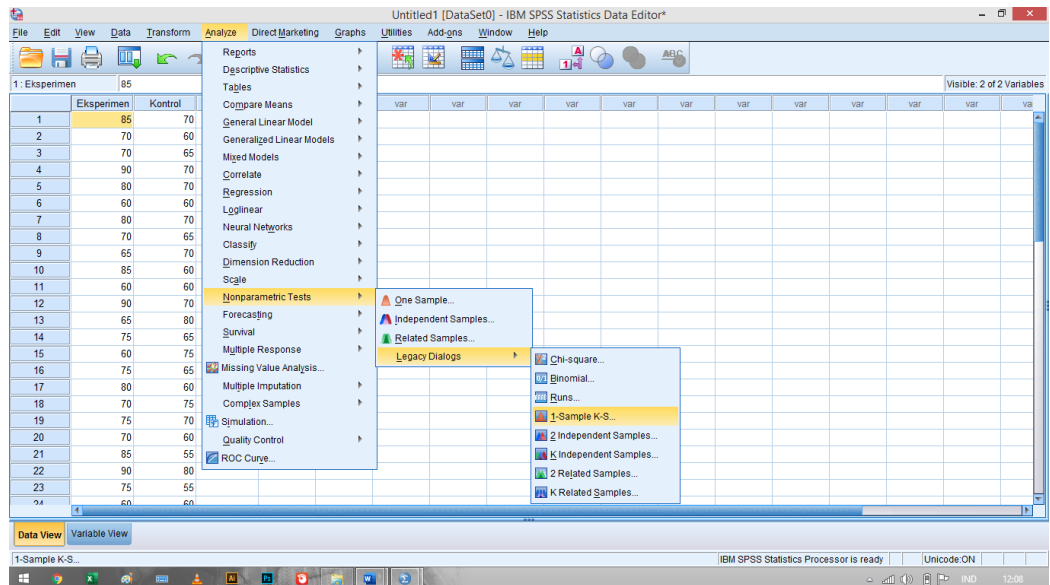 Untitled1 [DataSet0] - IBM SPSS Statistics Data Editor*
File Edit View Data Transform Analyze Direct Marketing Graphs Utilities Add-ons Window Help
1 : Eksperimen 85 Visible: 2 of 2 Variables
Eksperimen Kontrol var var var var var var var var var var var va
1 85 70
2 70 60
3 70 65
4 90 70
5 80 70
6 60 60
7 80 70
8 70 65
9 65 70
10 85 60
11 60 60
12 90 70
13 65 80
14 75 65
15 60 75
16 75 65
17 80 60
18 70 75
19 75 70
20 70 60
21 85 55
22 90 80
23 75 55
24 60 60
Reports
Descriptive Statistics
Tables
Compare Means
General Linear Model
Generalized Linear Models
Mixed Models
Correlate
Regression
Loglinear
Neural Networks
Classify
Dimension Reduction
Scale
Nonparametric Tests
Forecasting
Survival
Multiple Response
Missing Value Analysis...
Multiple Imputation
Complex Samples
Simulation...
Quality Control
ROC Curve...
One Sample...
Independent Samples...
Related Samples...
Legacy Dialogs
Chi-square...
Binomial...
Runs...
1-Sample K-S...
2 Independent Samples...
K Independent Samples...
2 Related Samples...
K Related Samples...
Data View Variable View
1-Sample K-S... IBM SPSS Statistics Processor is ready Unicode:ON
IND 12:08